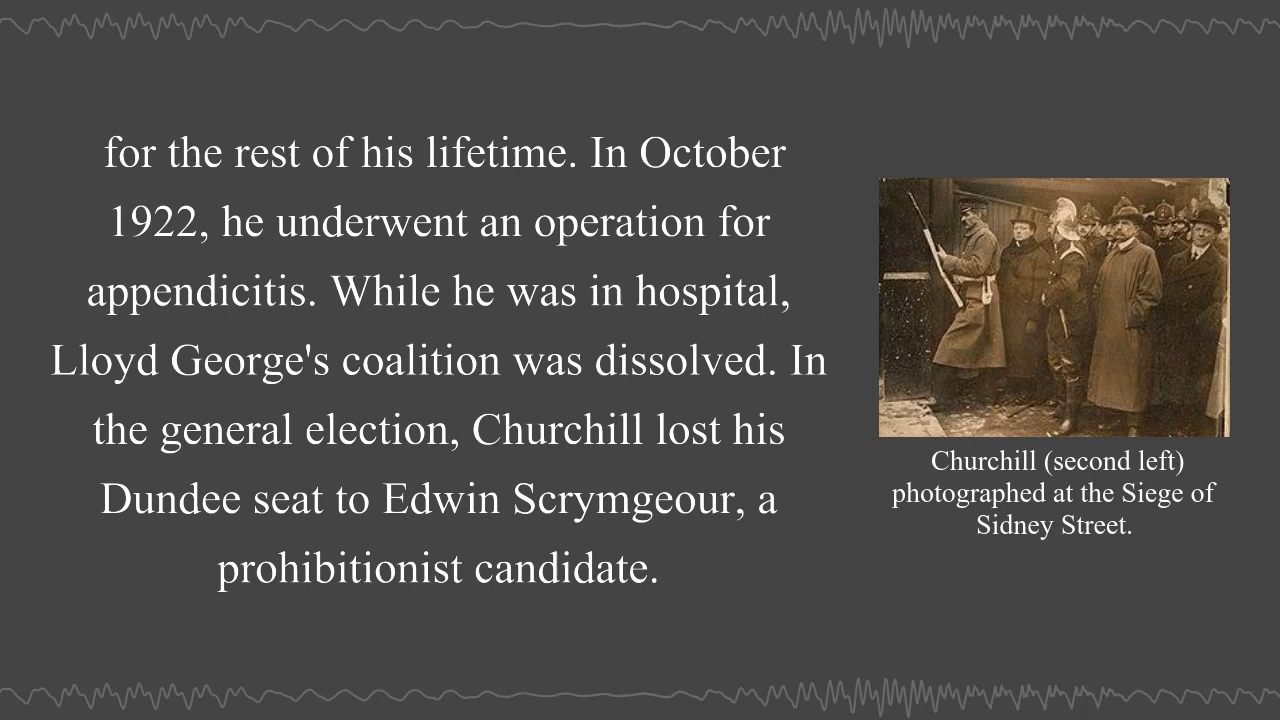 for the rest of his lifetime. In October
1922, he underwent an operation for
appendicitis. While he was in hospital,
Lloyd George's coalition was dissolved. In
the general election, Churchill lost his
Dundee seat to Edwin Scrymgeour, a
prohibitionist candidate.
Churchill (second left)
photographed at the Siege of
Sidney Street.